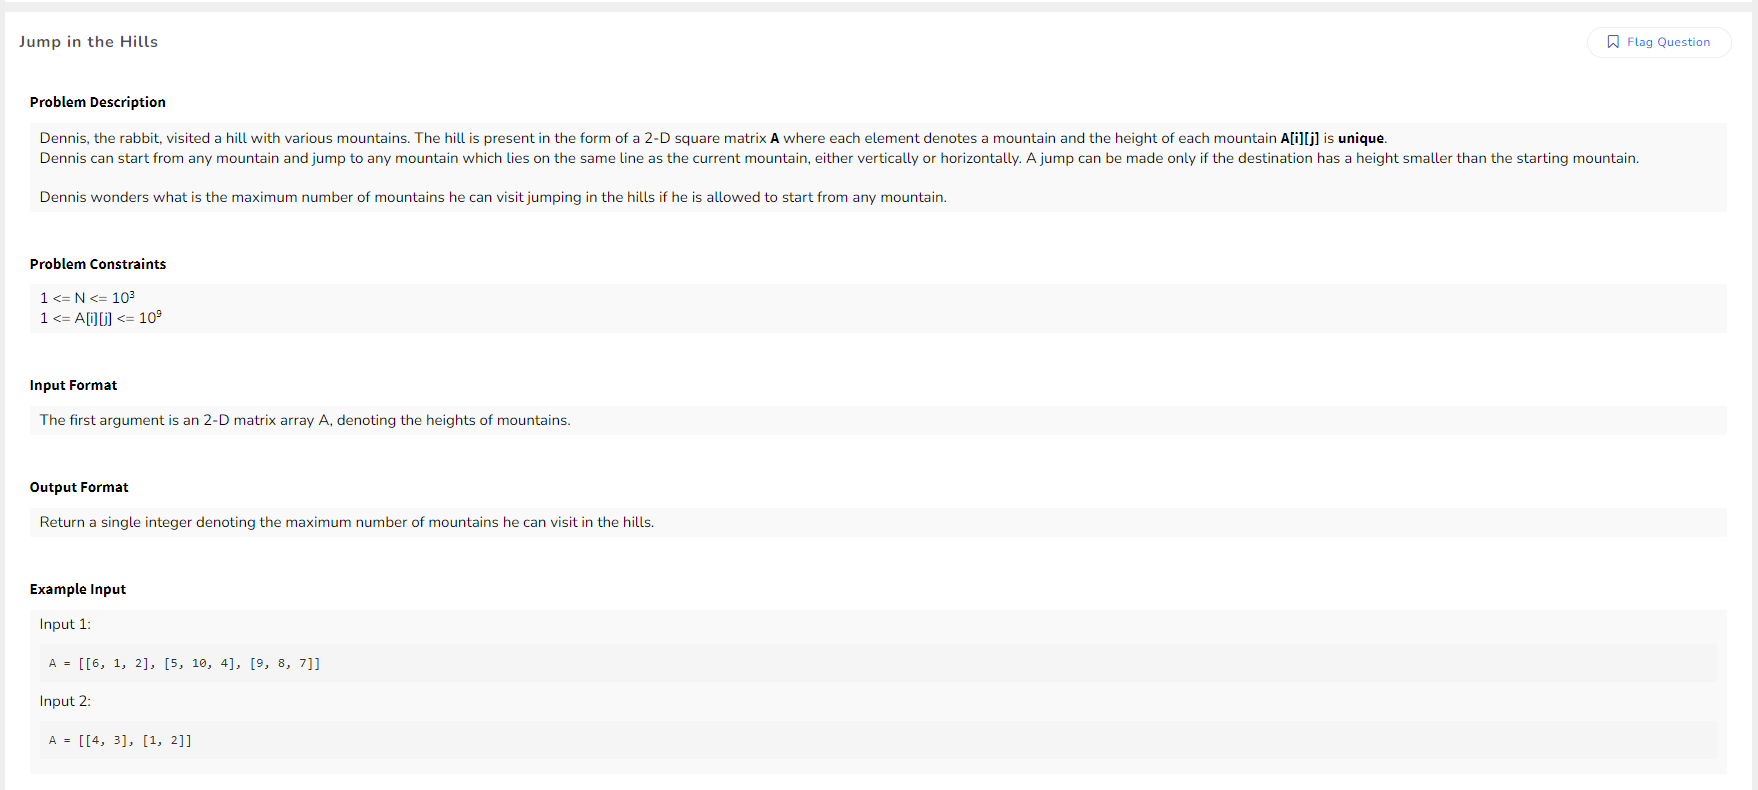 Jump in the Hills
Flag Question
Problem Description
Dennis, the rabbit, visited a hill with various mountains. The hill is present in the form of a 2-D square matrix A where each element denotes a mountain and the height of each mountain A[i][j] is unique.
Dennis can start from any mountain and jump to any mountain which lies on the same line as the current mountain, either vertically or horizontally. A jump can be made only if the destination has a height smaller than the starting mountain.
Dennis wonders what is the maximum number of mountains he can visit jumping in the hills if he is allowed to start from any mountain.
Problem Constraints
1 <= N <= 10³
1 <= A[i][j] <= 10⁹
Input Format
The first argument is an 2-D matrix array A, denoting the heights of mountains.
Output Format
Return a single integer denoting the maximum number of mountains he can visit in the hills.
Example Input
Input 1:
A = [[6, 1, 2], [5, 10, 4], [9, 8, 7]]
Input 2:
A = [[4, 3], [1, 2]]